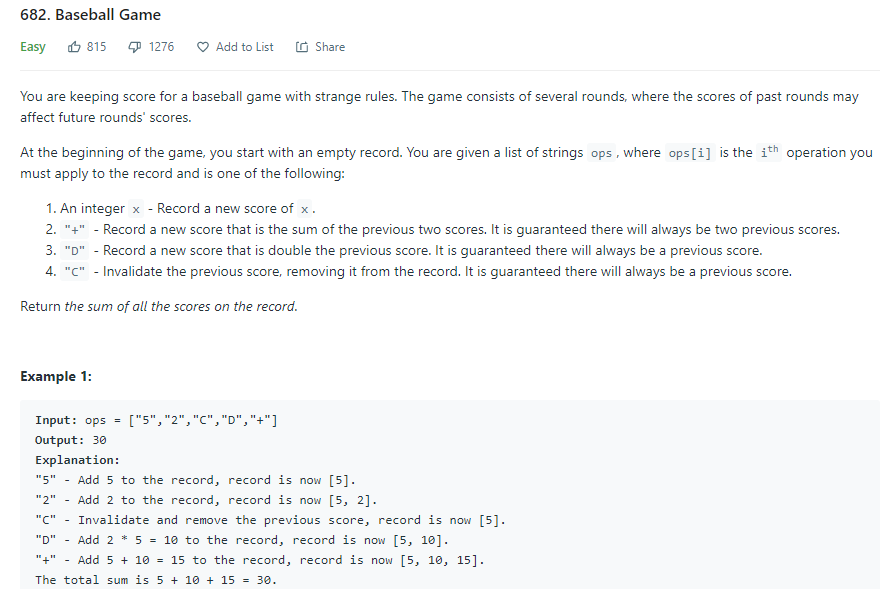 682. Baseball Game
Easy 815 1276 Add to List Share
You are keeping score for a baseball game with strange rules. The game consists of several rounds, where the scores of past rounds may
affect future rounds' scores.
At the beginning of the game, you start with an empty record. You are given a list of strings ops, where ops[i] is the ith operation you
must apply to the record and is one of the following:
1. An integer x - Record a new score of x.
2. "+" - Record a new score that is the sum of the previous two scores. It is guaranteed there will always be two previous scores.
3. "D" - Record a new score that is double the previous score. It is guaranteed there will always be a previous score.
4. "C" - Invalidate the previous score, removing it from the record. It is guaranteed there will always be a previous score.
Return the sum of all the scores on the record.
Example 1:
Input: ops = ["5","2","C","D","+"]
Output: 30
Explanation:
"5" - Add 5 to the record, record is now [5].
"2" - Add 2 to the record, record is now [5, 2].
"C" - Invalidate and remove the previous score, record is now [5].
"D" - Add 2 * 5 = 10 to the record, record is now [5, 10].
"+" - Add 5 + 10 = 15 to the record, record is now [5, 10, 15].
The total sum is 5 + 10 + 15 = 30.